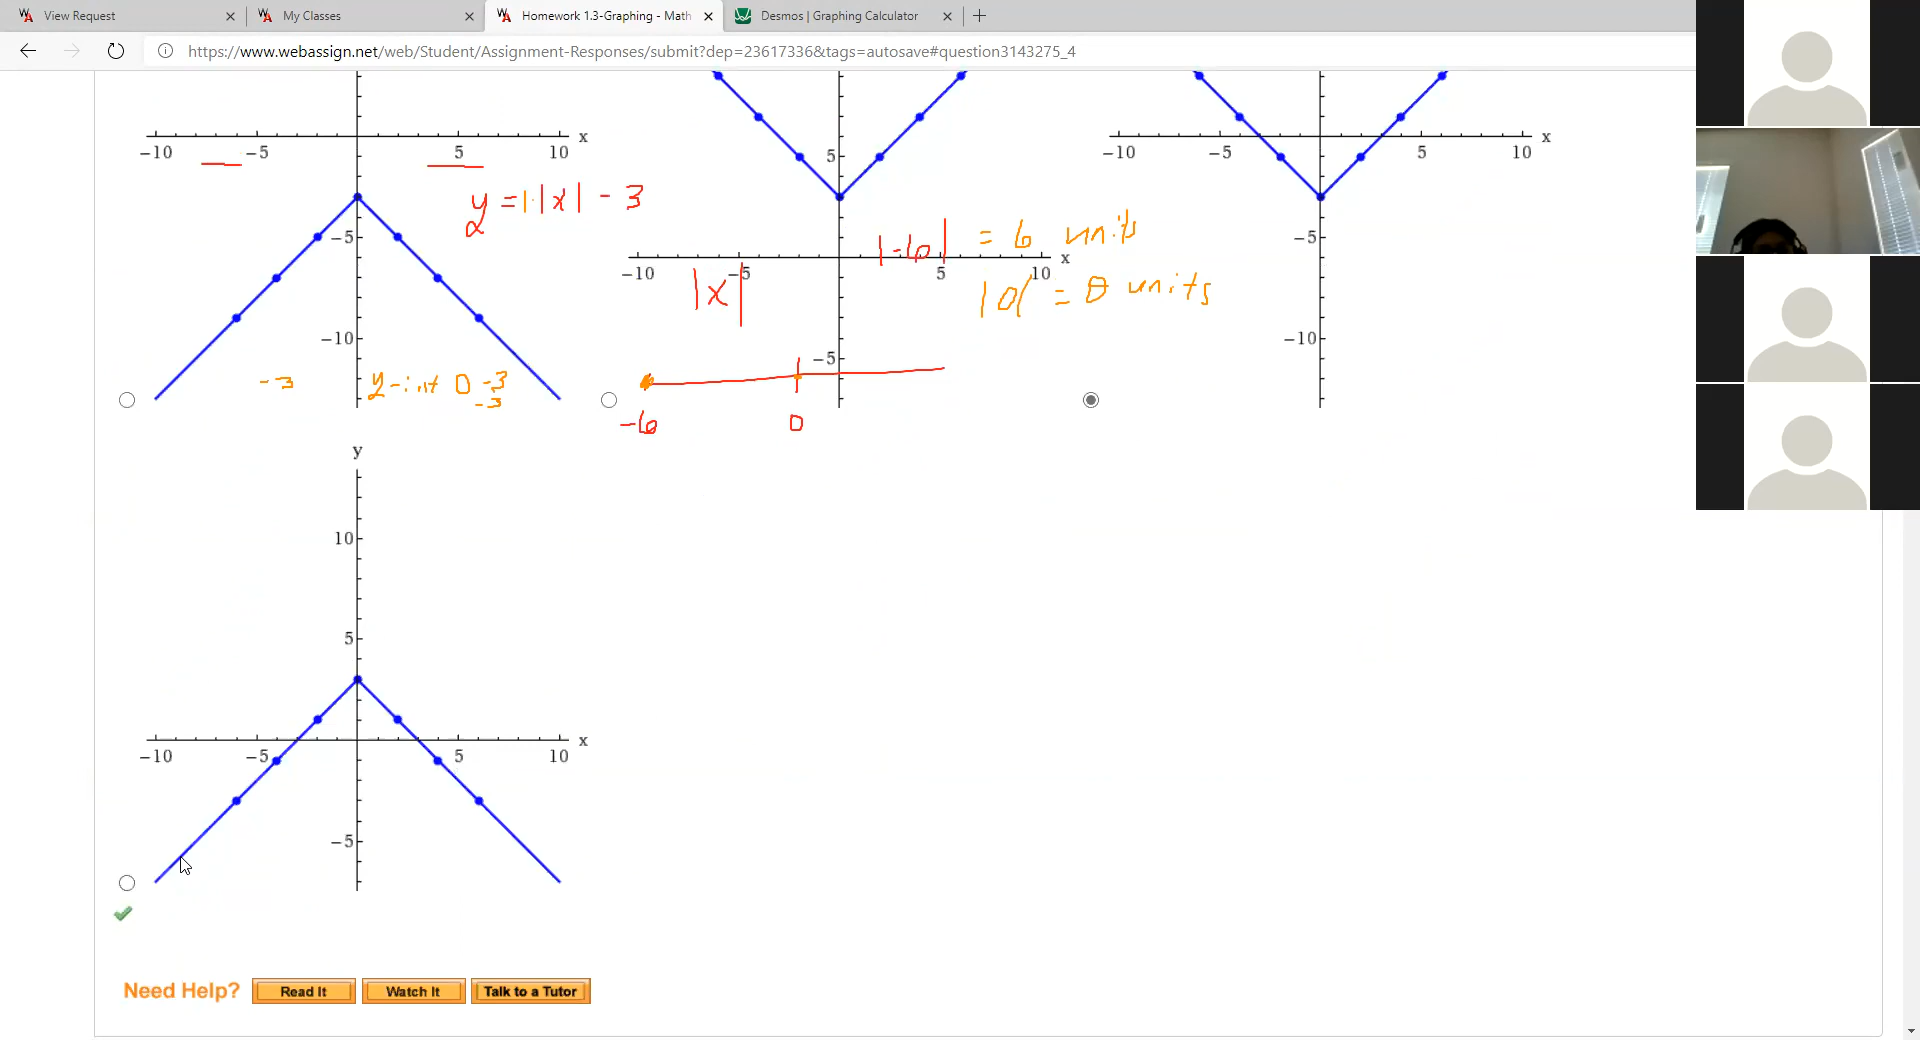 View Request
My Classes
Homework 1.3-Graphing - Math
Desmos | Graphing Calculator
https://www.webassign.net/web/Student/Assignment-Responses/submit?dep=23617336&tags=autosave#question3143275_4
-10 -5 5 10 x
-5
-10
y = 1·|x| - 3
-3 y-int 0 -3
-3
5
-10 -5 5 10 x
-5
|-6| = 6 units
|x| |0| = 0 units
-6 0
-10 -5 5 10 x
-5
-10
y
10
5
-10 -5 5 10 x
-5
Need Help? Read It Watch It Talk to a Tutor